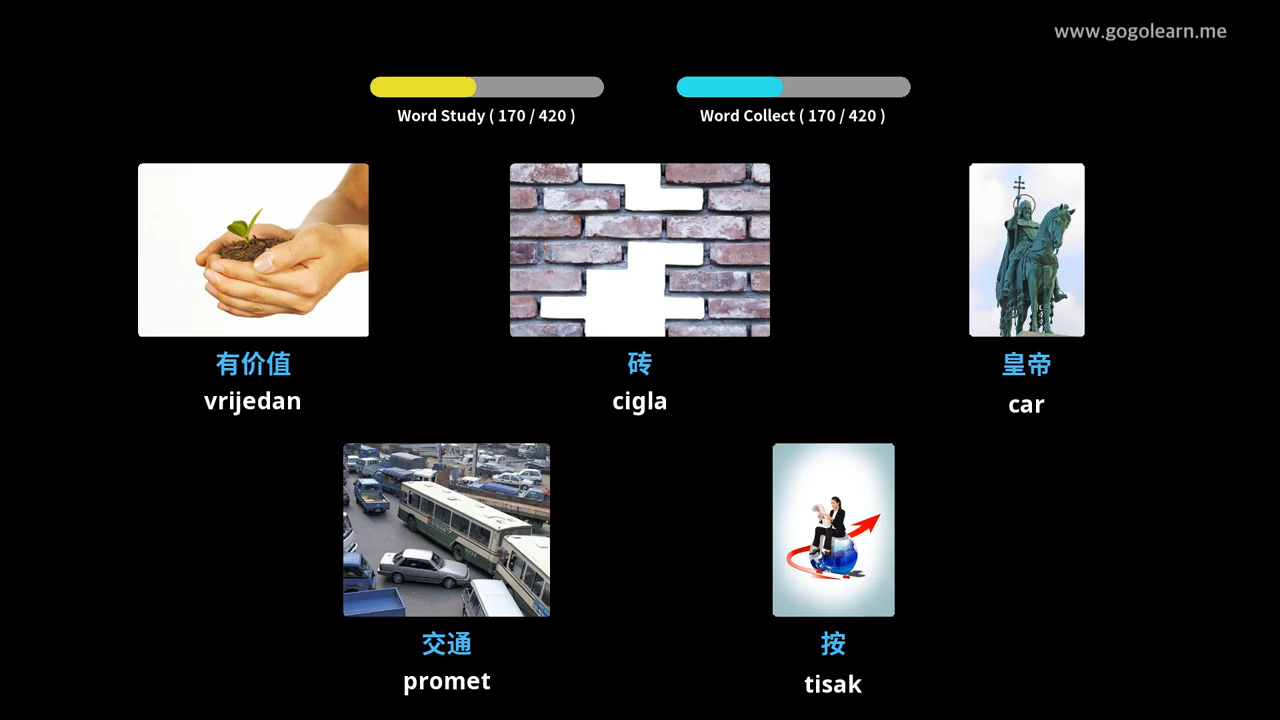 www.gogolearn.me
Word Study ( 170 / 420 )
Word Collect ( 170 / 420 )
有价值
vrijedan
砖
cigla
皇帝
car
交通
promet
按
tisak